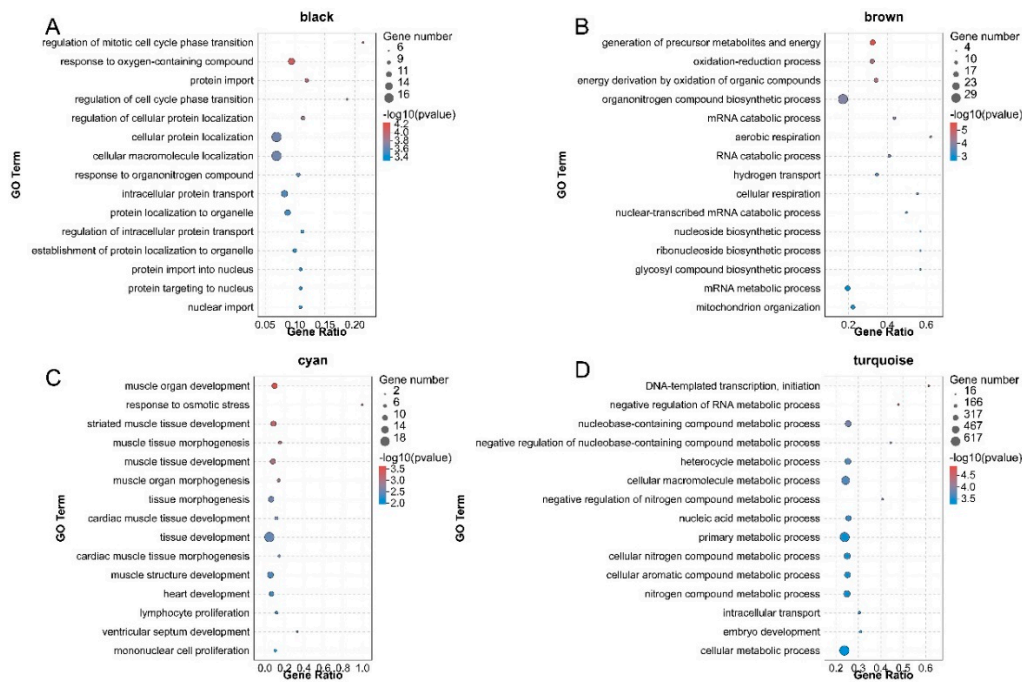 A
black
regulation of mitotic cell cycle phase transition
response to oxygen-containing compound
protein import
regulation of cell cycle phase transition
regulation of cellular protein localization
cellular protein localization
cellular macromolecule localization
response to organonitrogen compound
intracellular protein transport
protein localization to organelle
regulation of intracellular protein transport
establishment of protein localization to organelle
protein import into nucleus
protein targeting to nucleus
nuclear import
GO Term
0.05 0.10 0.15 0.20
Gene Ratio
Gene number
6
9
11
14
16
-log10(pvalue)
4.2
4.0
3.8
3.6
3.4
B
brown
generation of precursor metabolites and energy
oxidation-reduction process
energy derivation by oxidation of organic compounds
organonitrogen compound biosynthetic process
mRNA catabolic process
aerobic respiration
RNA catabolic process
hydrogen transport
cellular respiration
nuclear-transcribed mRNA catabolic process
nucleoside biosynthetic process
ribonucleoside biosynthetic process
glycosyl compound biosynthetic process
mRNA metabolic process
mitochondrion organization
GO Term
0.2 0.4 0.6
Gene Ratio
Gene number
4
10
17
23
29
-log10(pvalue)
5
4
3
C
cyan
muscle organ development
response to osmotic stress
striated muscle tissue development
muscle tissue morphogenesis
muscle tissue development
muscle organ morphogenesis
tissue morphogenesis
cardiac muscle tissue development
tissue development
cardiac muscle tissue morphogenesis
muscle structure development
heart development
lymphocyte proliferation
ventricular septum development
mononuclear cell proliferation
GO Term
0.0 0.2 0.4 0.6 0.8 1.0
Gene Ratio
Gene number
2
6
10
14
18
-log10(pvalue)
3.5
3.0
2.5
2.0
D
turquoise
DNA-templated transcription, initiation
negative regulation of RNA metabolic process
nucleobase-containing compound metabolic process
negative regulation of nucleobase-containing compound metabolic process
heterocycle metabolic process
cellular macromolecule metabolic process
negative regulation of nitrogen compound metabolic process
nucleic acid metabolic process
primary metabolic process
cellular nitrogen compound metabolic process
cellular aromatic compound metabolic process
nitrogen compound metabolic process
intracellular transport
embryo development
cellular metabolic process
GO Term
0.2 0.3 0.4 0.5 0.6
Gene Ratio
Gene number
16
166
317
467
617
-log10(pvalue)
4.5
4.0
3.5